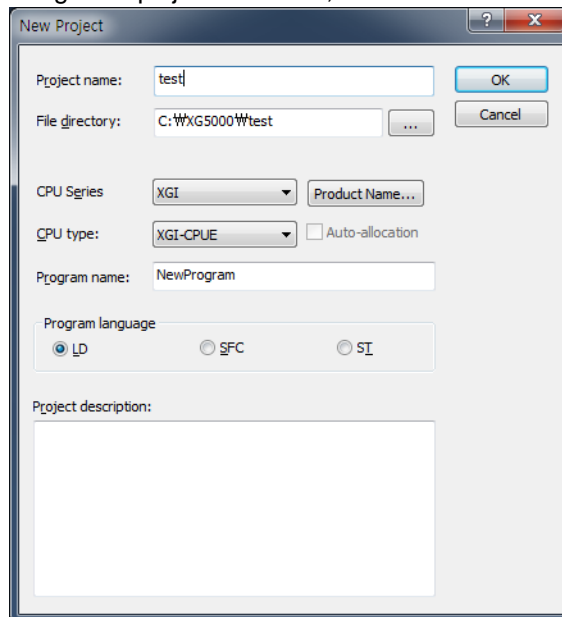 New Project
Project name: test OK
File directory: C:₩XG5000₩test ... Cancel
CPU Series XGI Product Name...
CPU type: XGI-CPUE Auto-allocation
Program name: NewProgram
Program language
LD SFC ST
Project description: